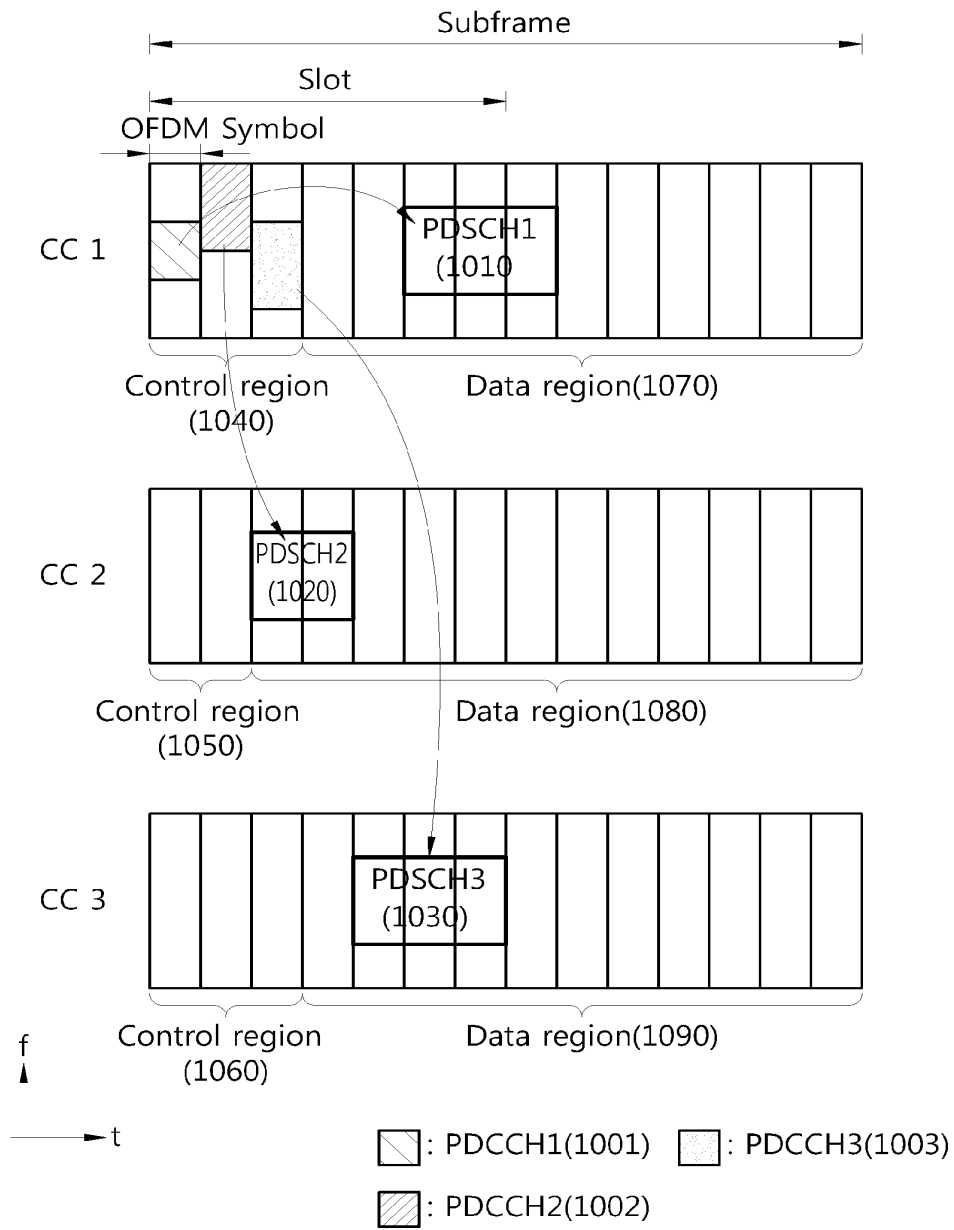 Subframe
Slot
OFDM Symbol
CC 1
PDSCH1
(1010
Control region
(1040)
Data region(1070)
CC 2
PDSCH2
(1020)
Control region
(1050)
Data region(1080)
CC 3
PDSCH3
(1030)
Control region
(1060)
Data region(1090)
f
t
: PDCCH1(1001)
: PDCCH3(1003)
: PDCCH2(1002)